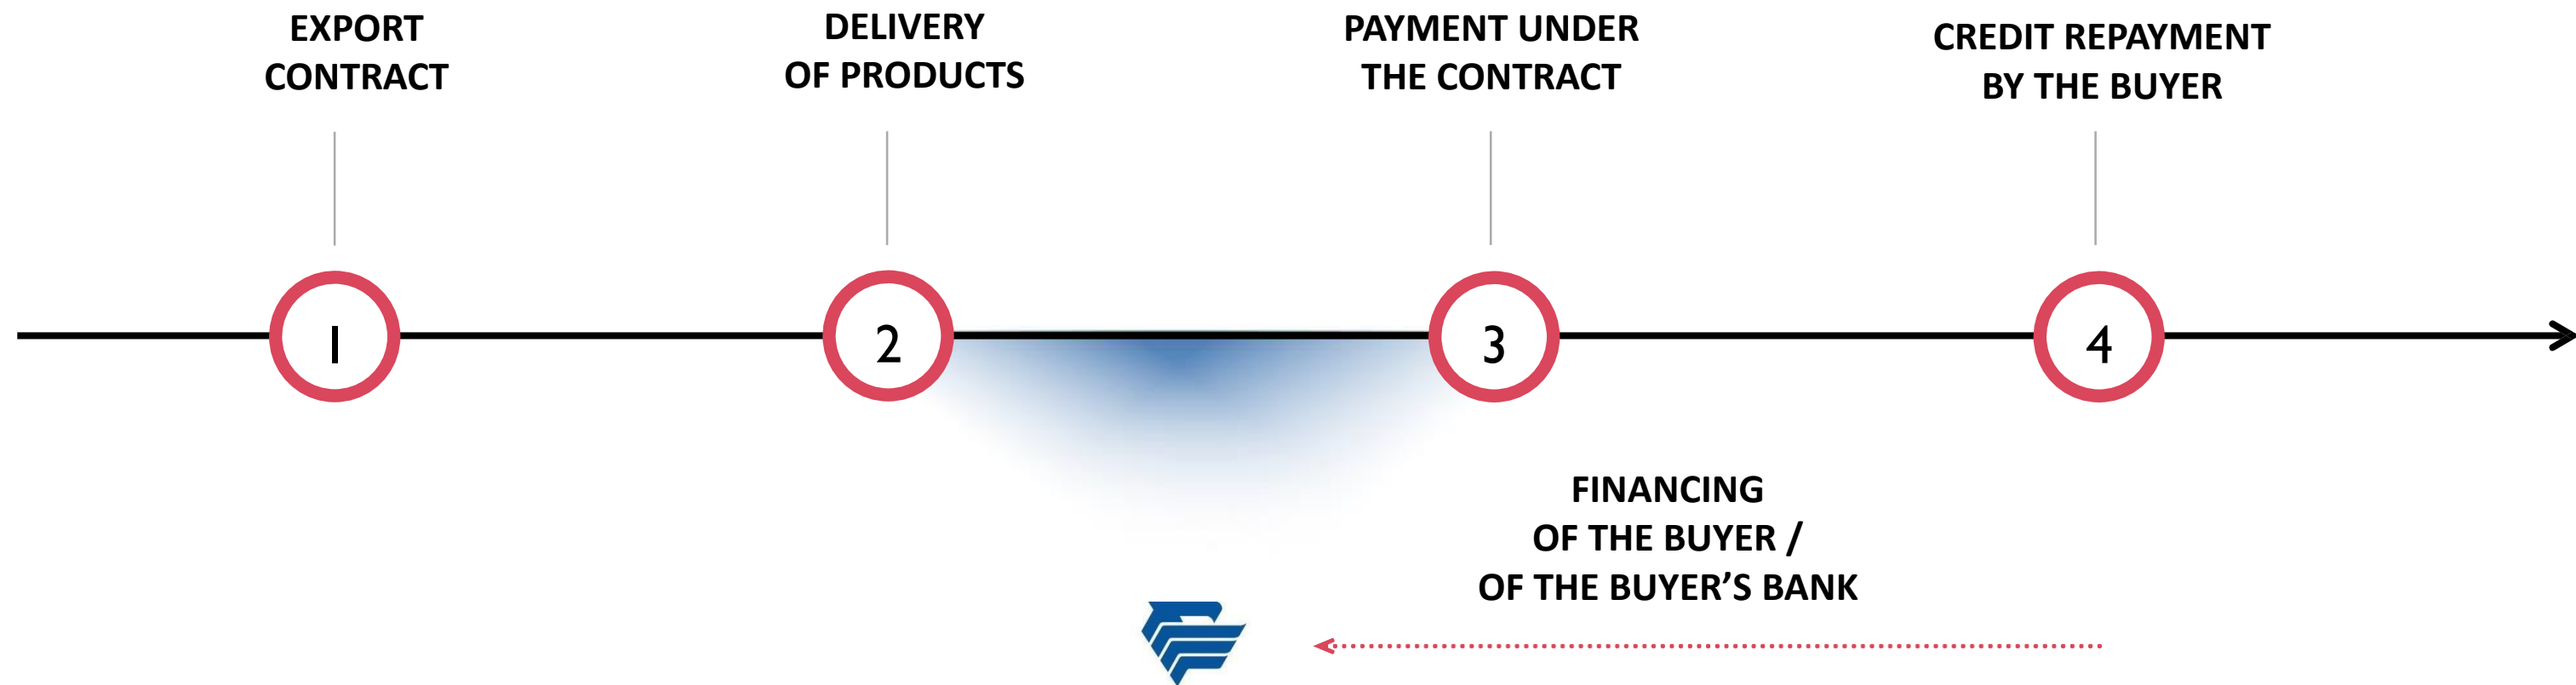 EXPORT
CONTRACT
DELIVERY
OF PRODUCTS
PAYMENT UNDER
THE CONTRACT
CREDIT REPAYMENT
BY THE BUYER
1
2
3
4
FINANCING
OF THE BUYER /
OF THE BUYER’S BANK